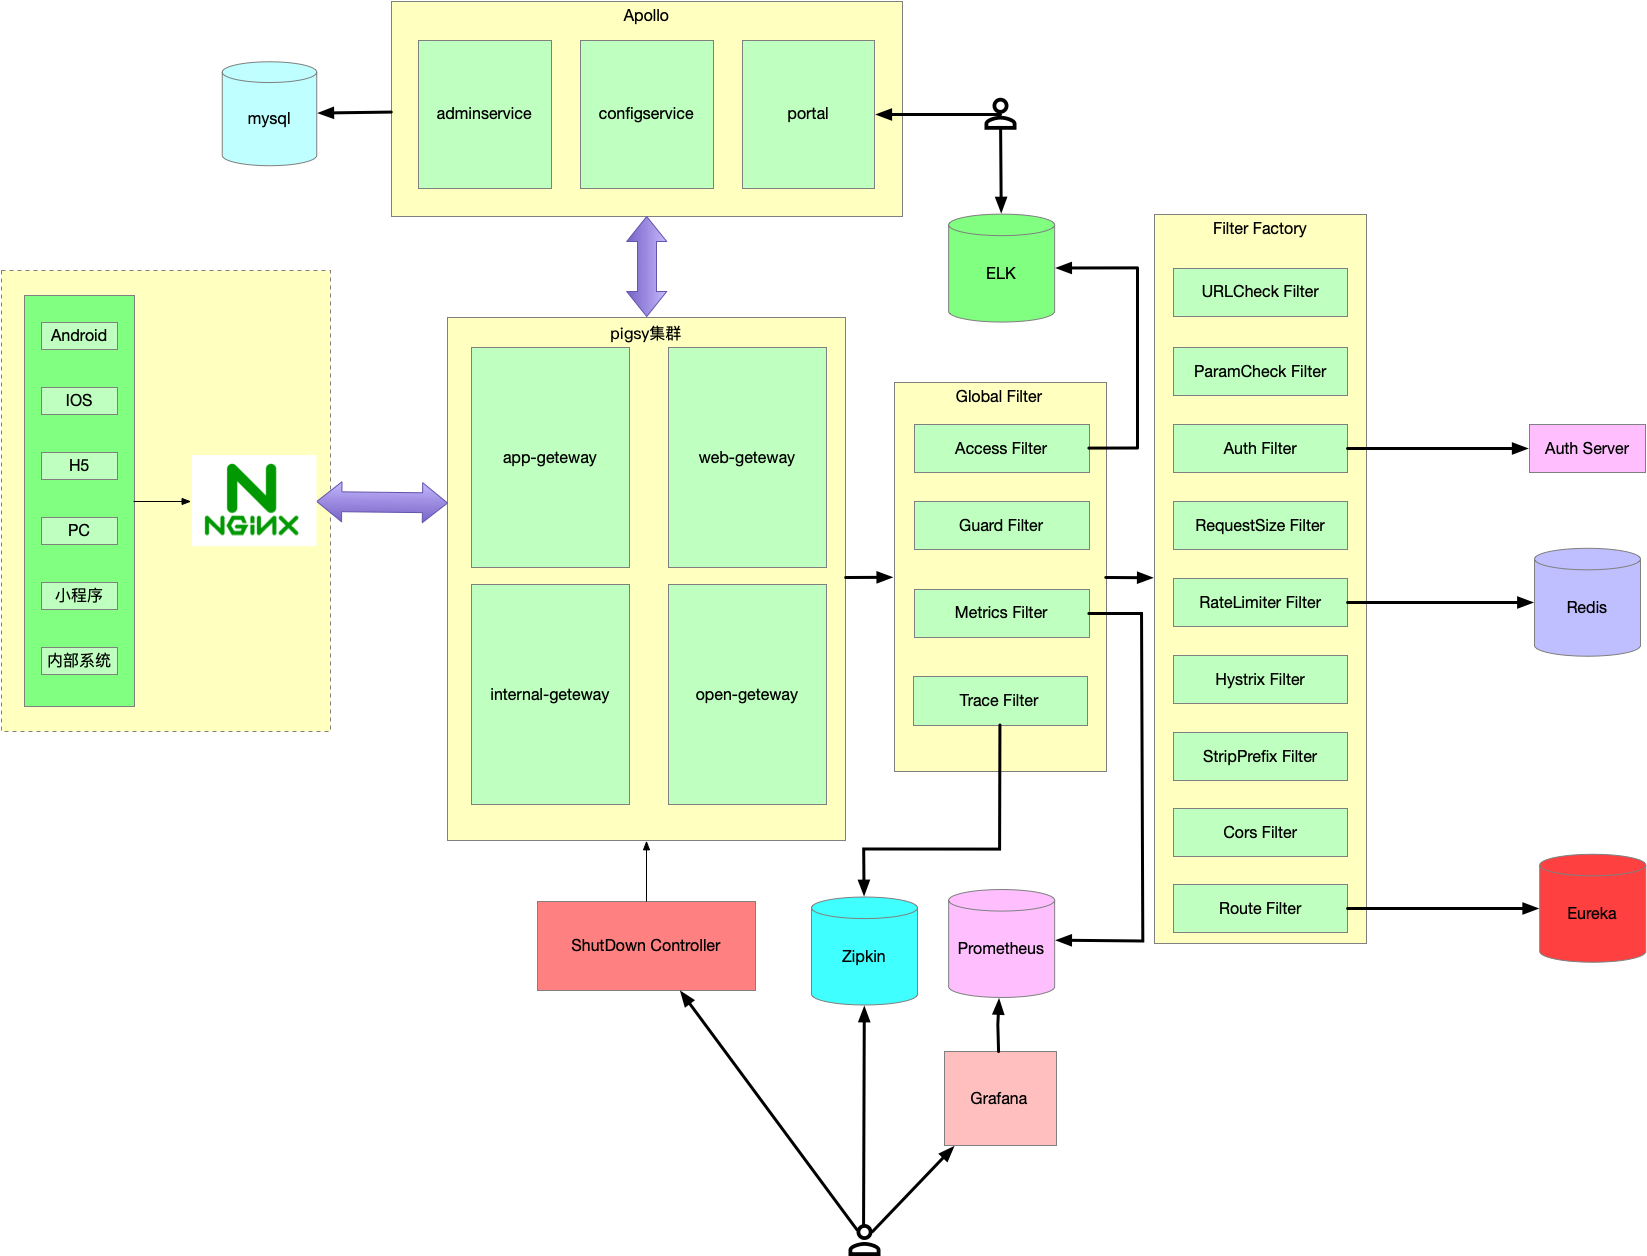 Apollo
adminservice
configservice
portal
mysql
ELK
Android
IOS
H5
PC
小程序
内部系统
NGiNX
pigsy集群
app-geteway
web-geteway
internal-geteway
open-geteway
Global Filter
Access Filter
Guard Filter
Metrics Filter
Trace Filter
Filter Factory
URLCheck Filter
ParamCheck Filter
Auth Filter
RequestSize Filter
RateLimiter Filter
Hystrix Filter
StripPrefix Filter
Cors Filter
Route Filter
Auth Server
Redis
Eureka
ShutDown Controller
Zipkin
Prometheus
Grafana